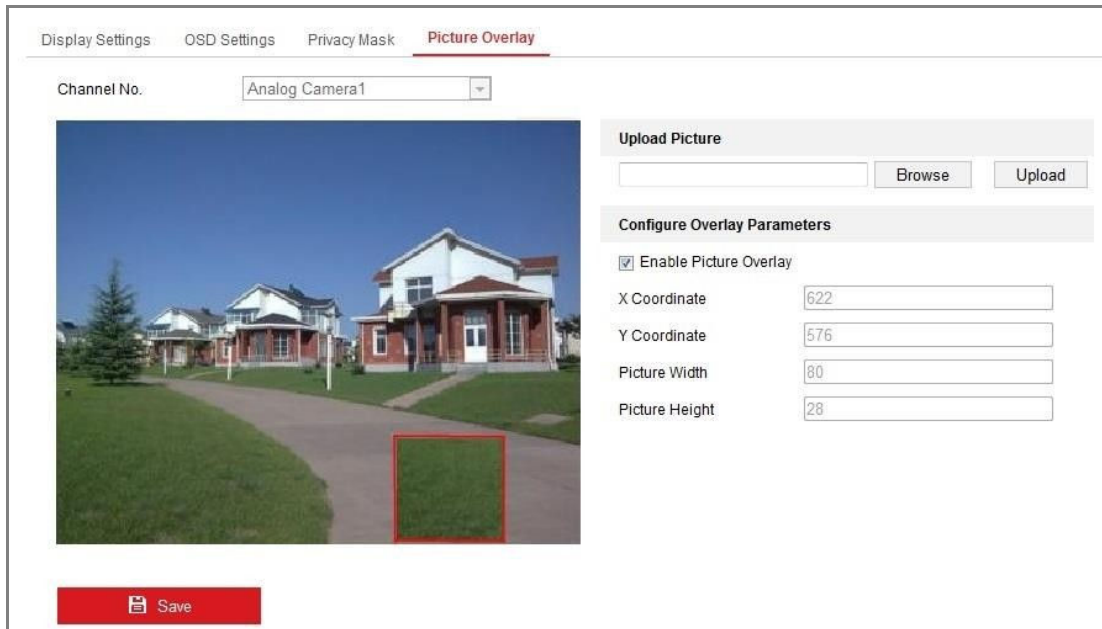 Display Settings OSD Settings Privacy Mask Picture Overlay
Channel No. Analog Camera1
Upload Picture
Browse Upload
Configure Overlay Parameters
Enable Picture Overlay
X Coordinate 622
Y Coordinate 576
Picture Width 80
Picture Height 28
Save